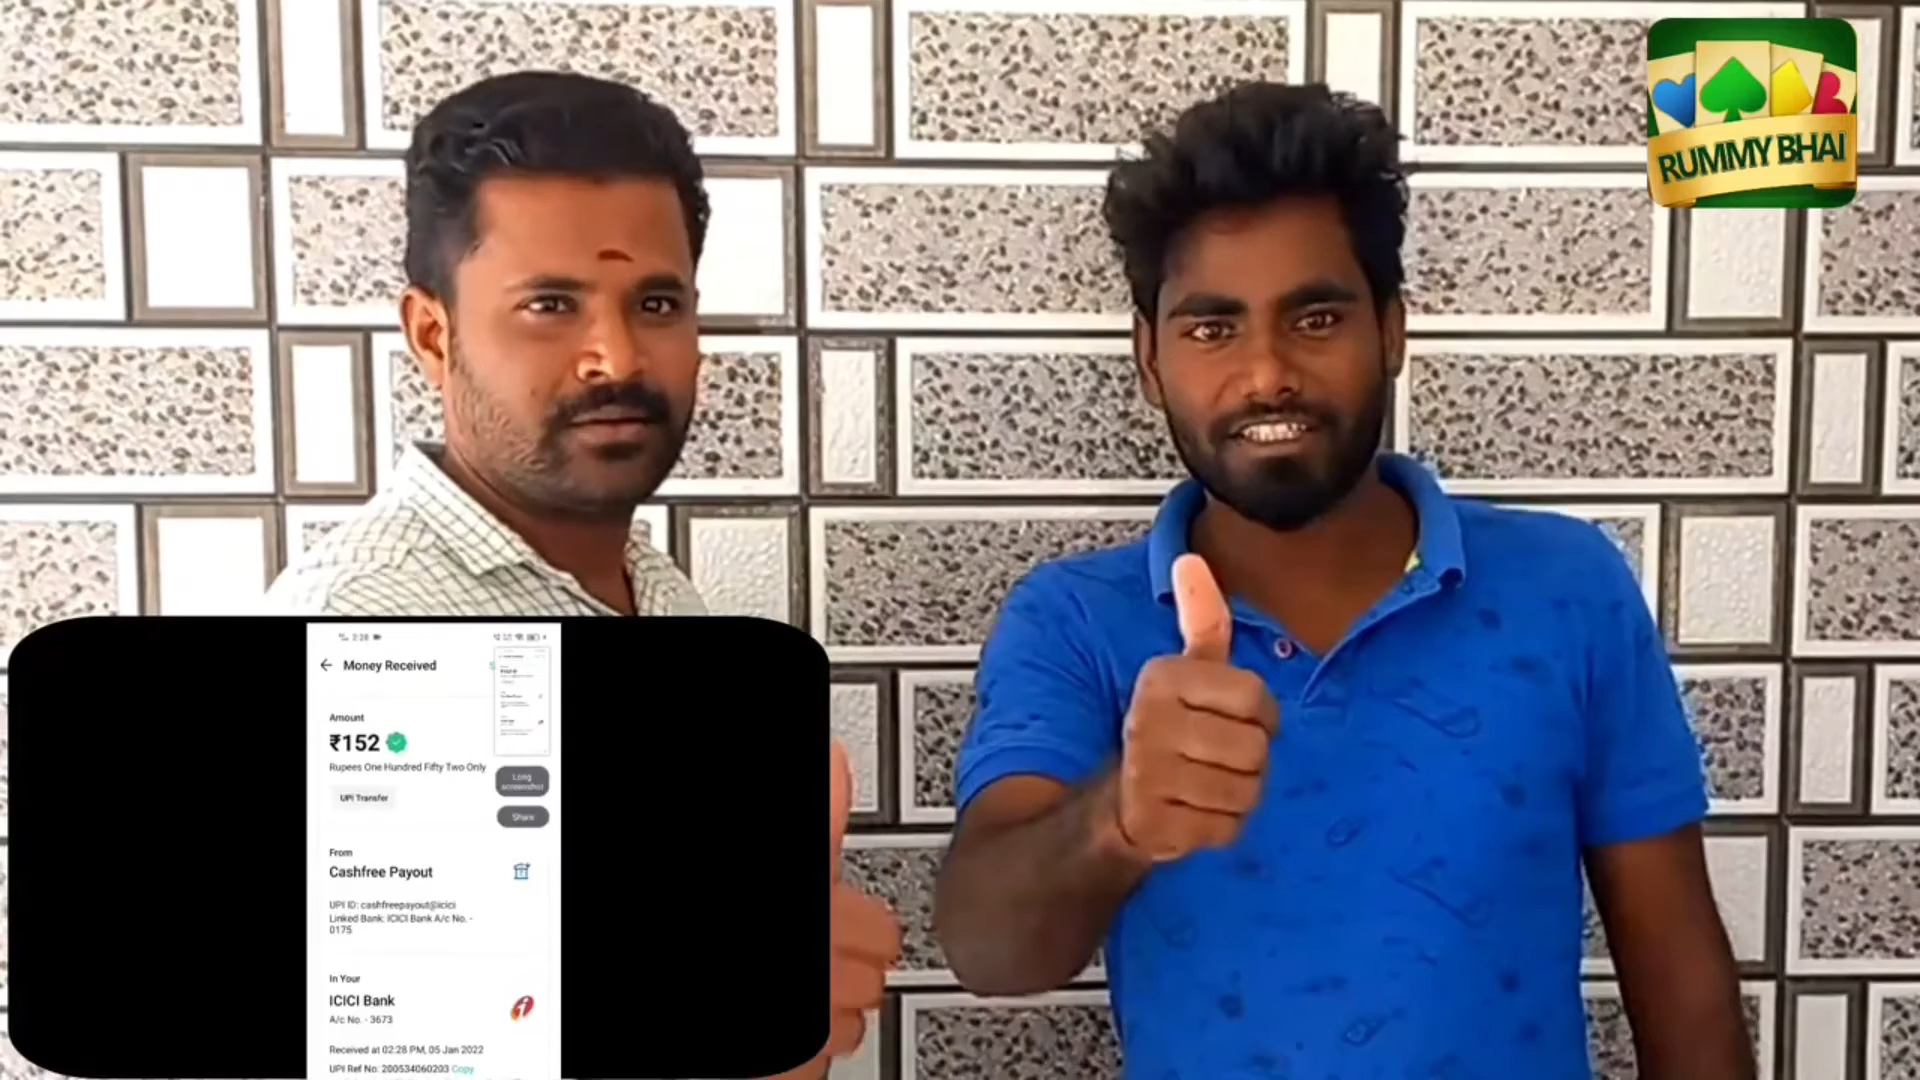 RUMMY BHAI
2:28
Money Received
Amount
₹152
Rupees One Hundred Fifty Two Only
UPI Transfer
Long
screenshot
Share
From
Cashfree Payout
UPI ID: cashfreepayout@icici
Linked Bank: ICICI Bank A/c No. -
0175
In Your
ICICI Bank
A/c No. - 3673
Received at 02:28 PM, 05 Jan 2022
UPI Ref No: 200534060203 Copy